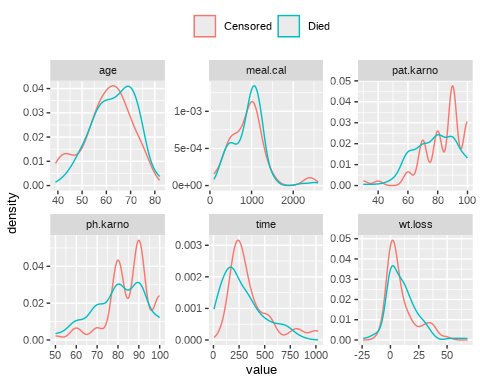 Censored Died
age meal.cal pat.karno
0.04
0.03
0.02
0.01
0.00
40 50 60 70 80
1e-03
5e-04
0e+00
0 1000 2000
0.05
0.04
0.03
0.02
0.01
0.00
40 60 80 100
density
ph.karno time wt.loss
0.04
0.02
0.00
50 60 70 80 90 100
0.003
0.002
0.001
0.000
0 250 500 750 1000
0.05
0.04
0.03
0.02
0.01
0.00
-25 0 25 50
value